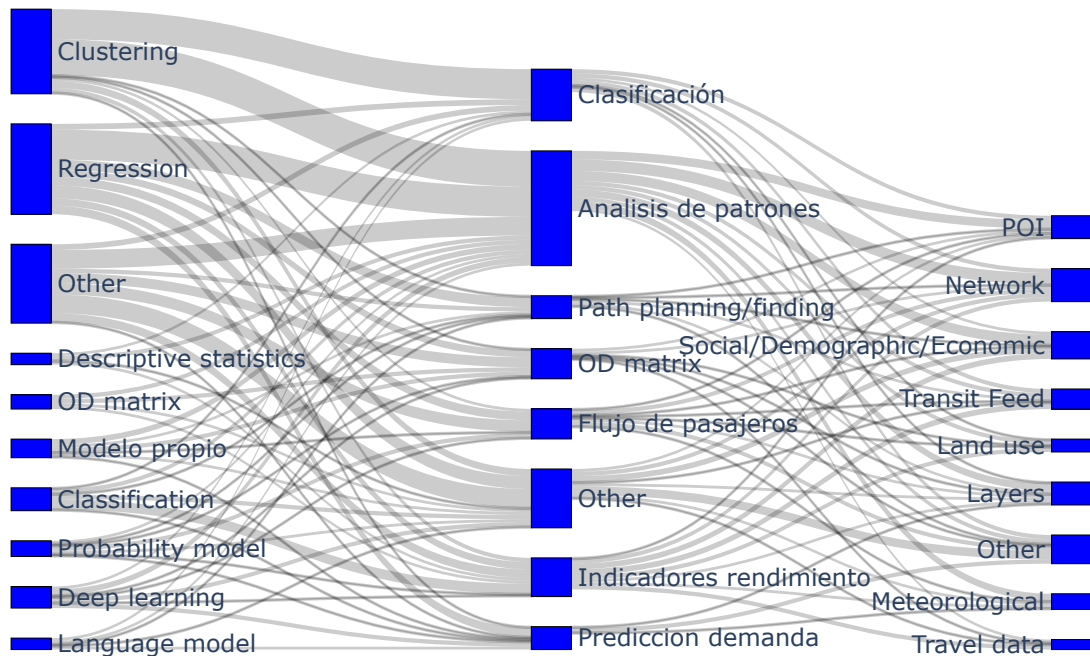 Clustering
Regression
Other
Descriptive statistics
OD matrix
Modelo propio
Classification
Probability model
Deep learning
Language model
Clasificación
Analisis de patrones
Path planning/finding
OD matrix
Flujo de pasajeros
Other
Indicadores rendimiento
Prediccion demanda
POI
Network
Social/Demographic/Economic
Transit Feed
Land use
Layers
Other
Meteorological
Travel data